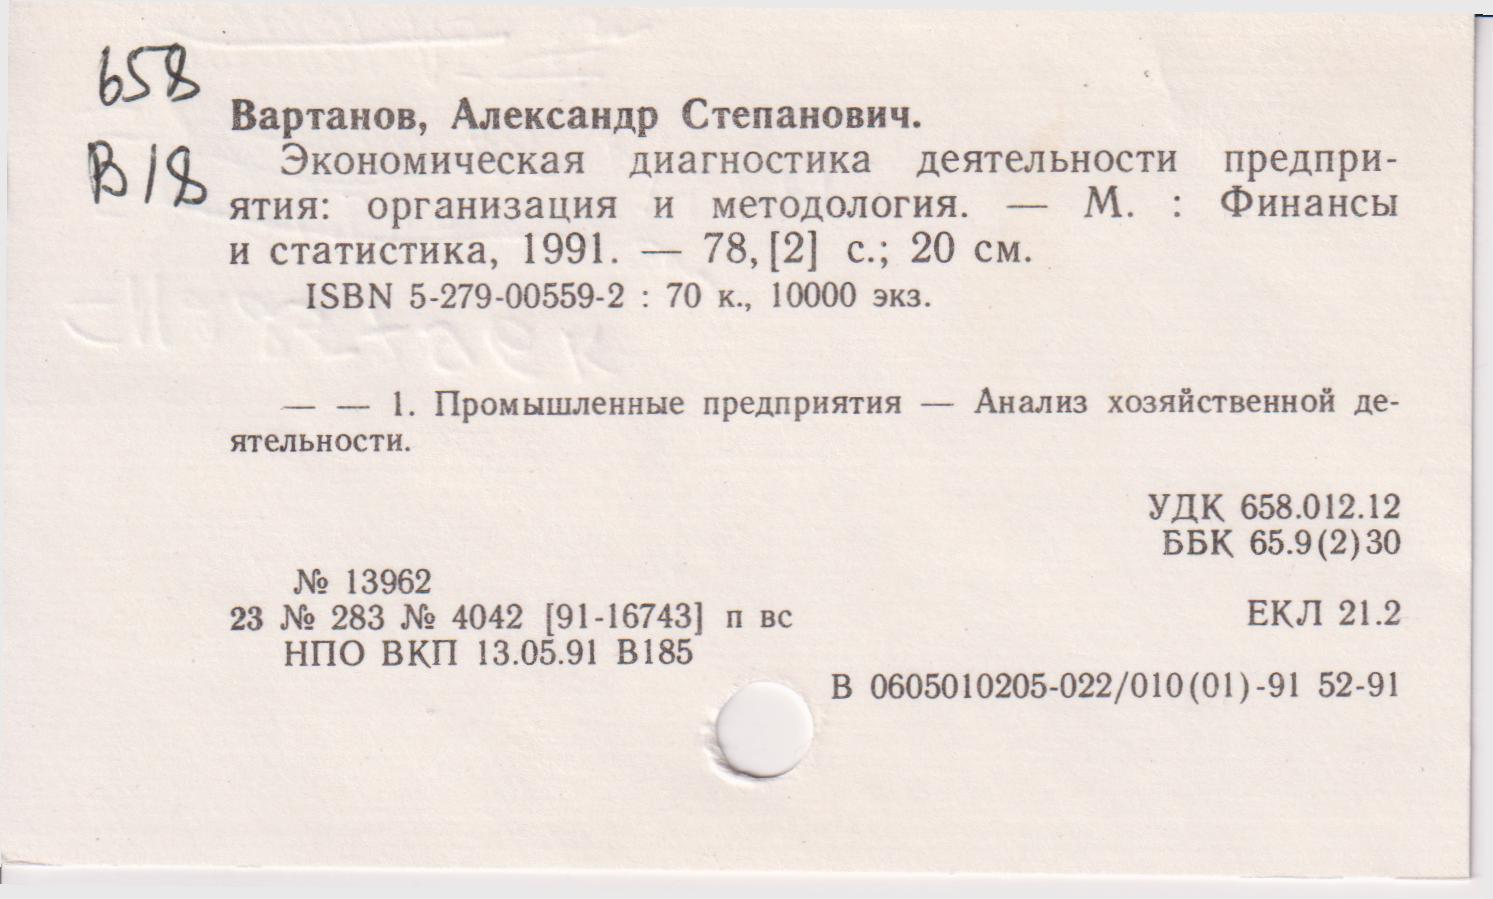 658
В18
Вартанов, Александр Степанович.
Экономическая диагностика деятельности предпри-
ятия: организация и методология. — М. : Финансы
и статистика, 1991. — 78, [2] с.; 20 см.
ISBN 5-279-00559-2 : 70 к., 10000 экз.
— — 1. Промышленные предприятия — Анализ хозяйственной де-
ятельности.
УДК 658.012.12
ББК 65.9(2)30
№ 13962
23 № 283 № 4042 [91-16743] п вс
ЕКЛ 21.2
НПО ВКП 13.05.91 В185
В 0605010205-022/010(01)-91 52-91